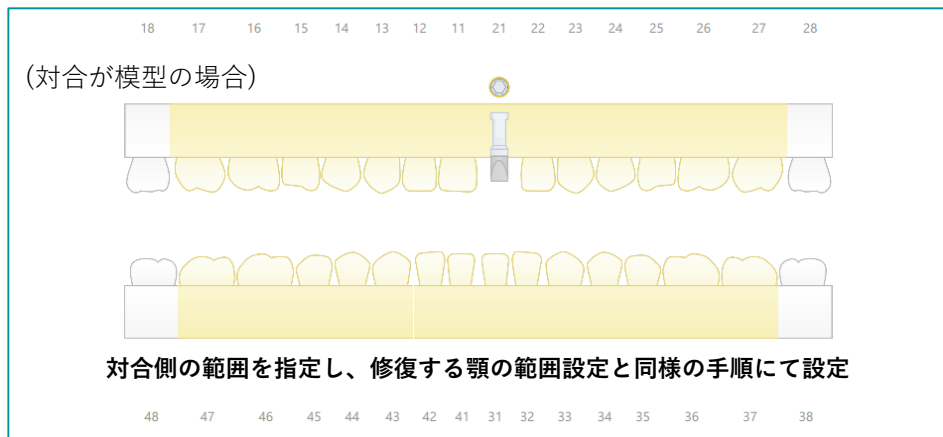 18 17 16 15 14 13 12 11 21 22 23 24 25 26 27 28
(対合が模型の場合)
対合側の範囲を指定し、修復する顎の範囲設定と同様の手順にて設定
48 47 46 45 44 43 42 41 31 32 33 34 35 36 37 38